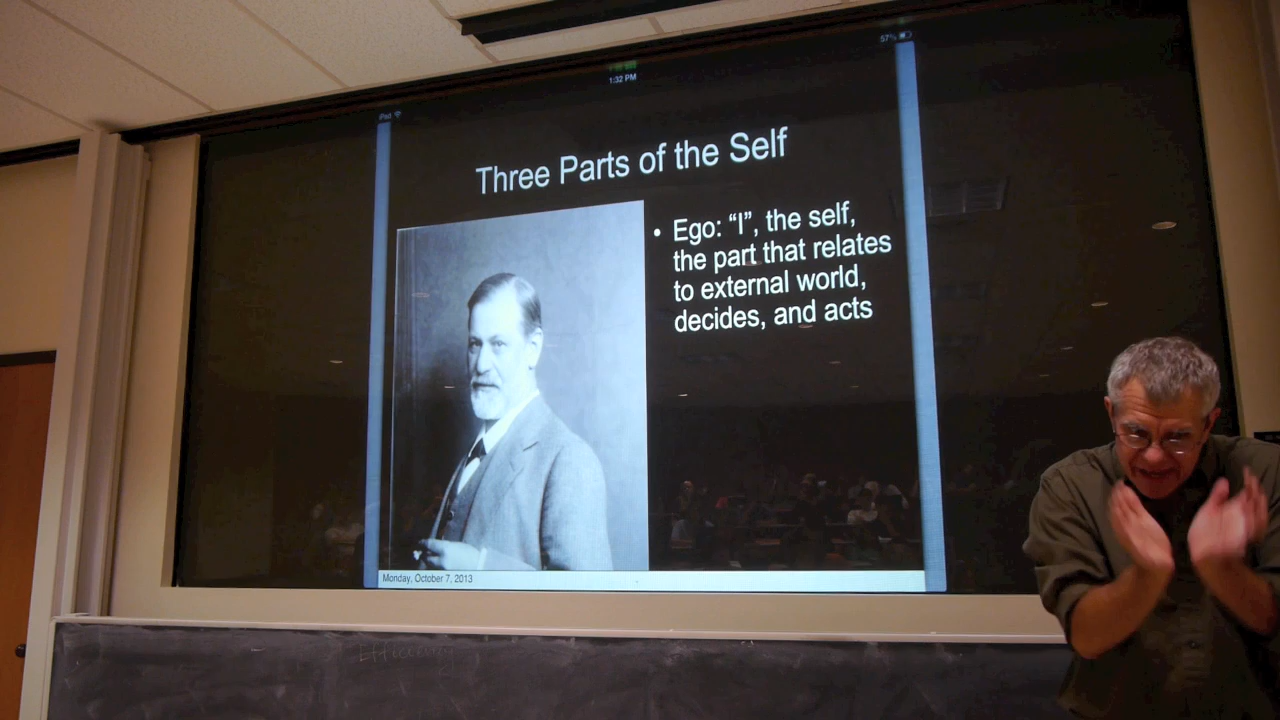 iPad
1:32 PM
57%
Three Parts of the Self
• Ego: “I”, the self,
the part that relates
to external world,
decides, and acts
Monday, October 7, 2013
Efficiency